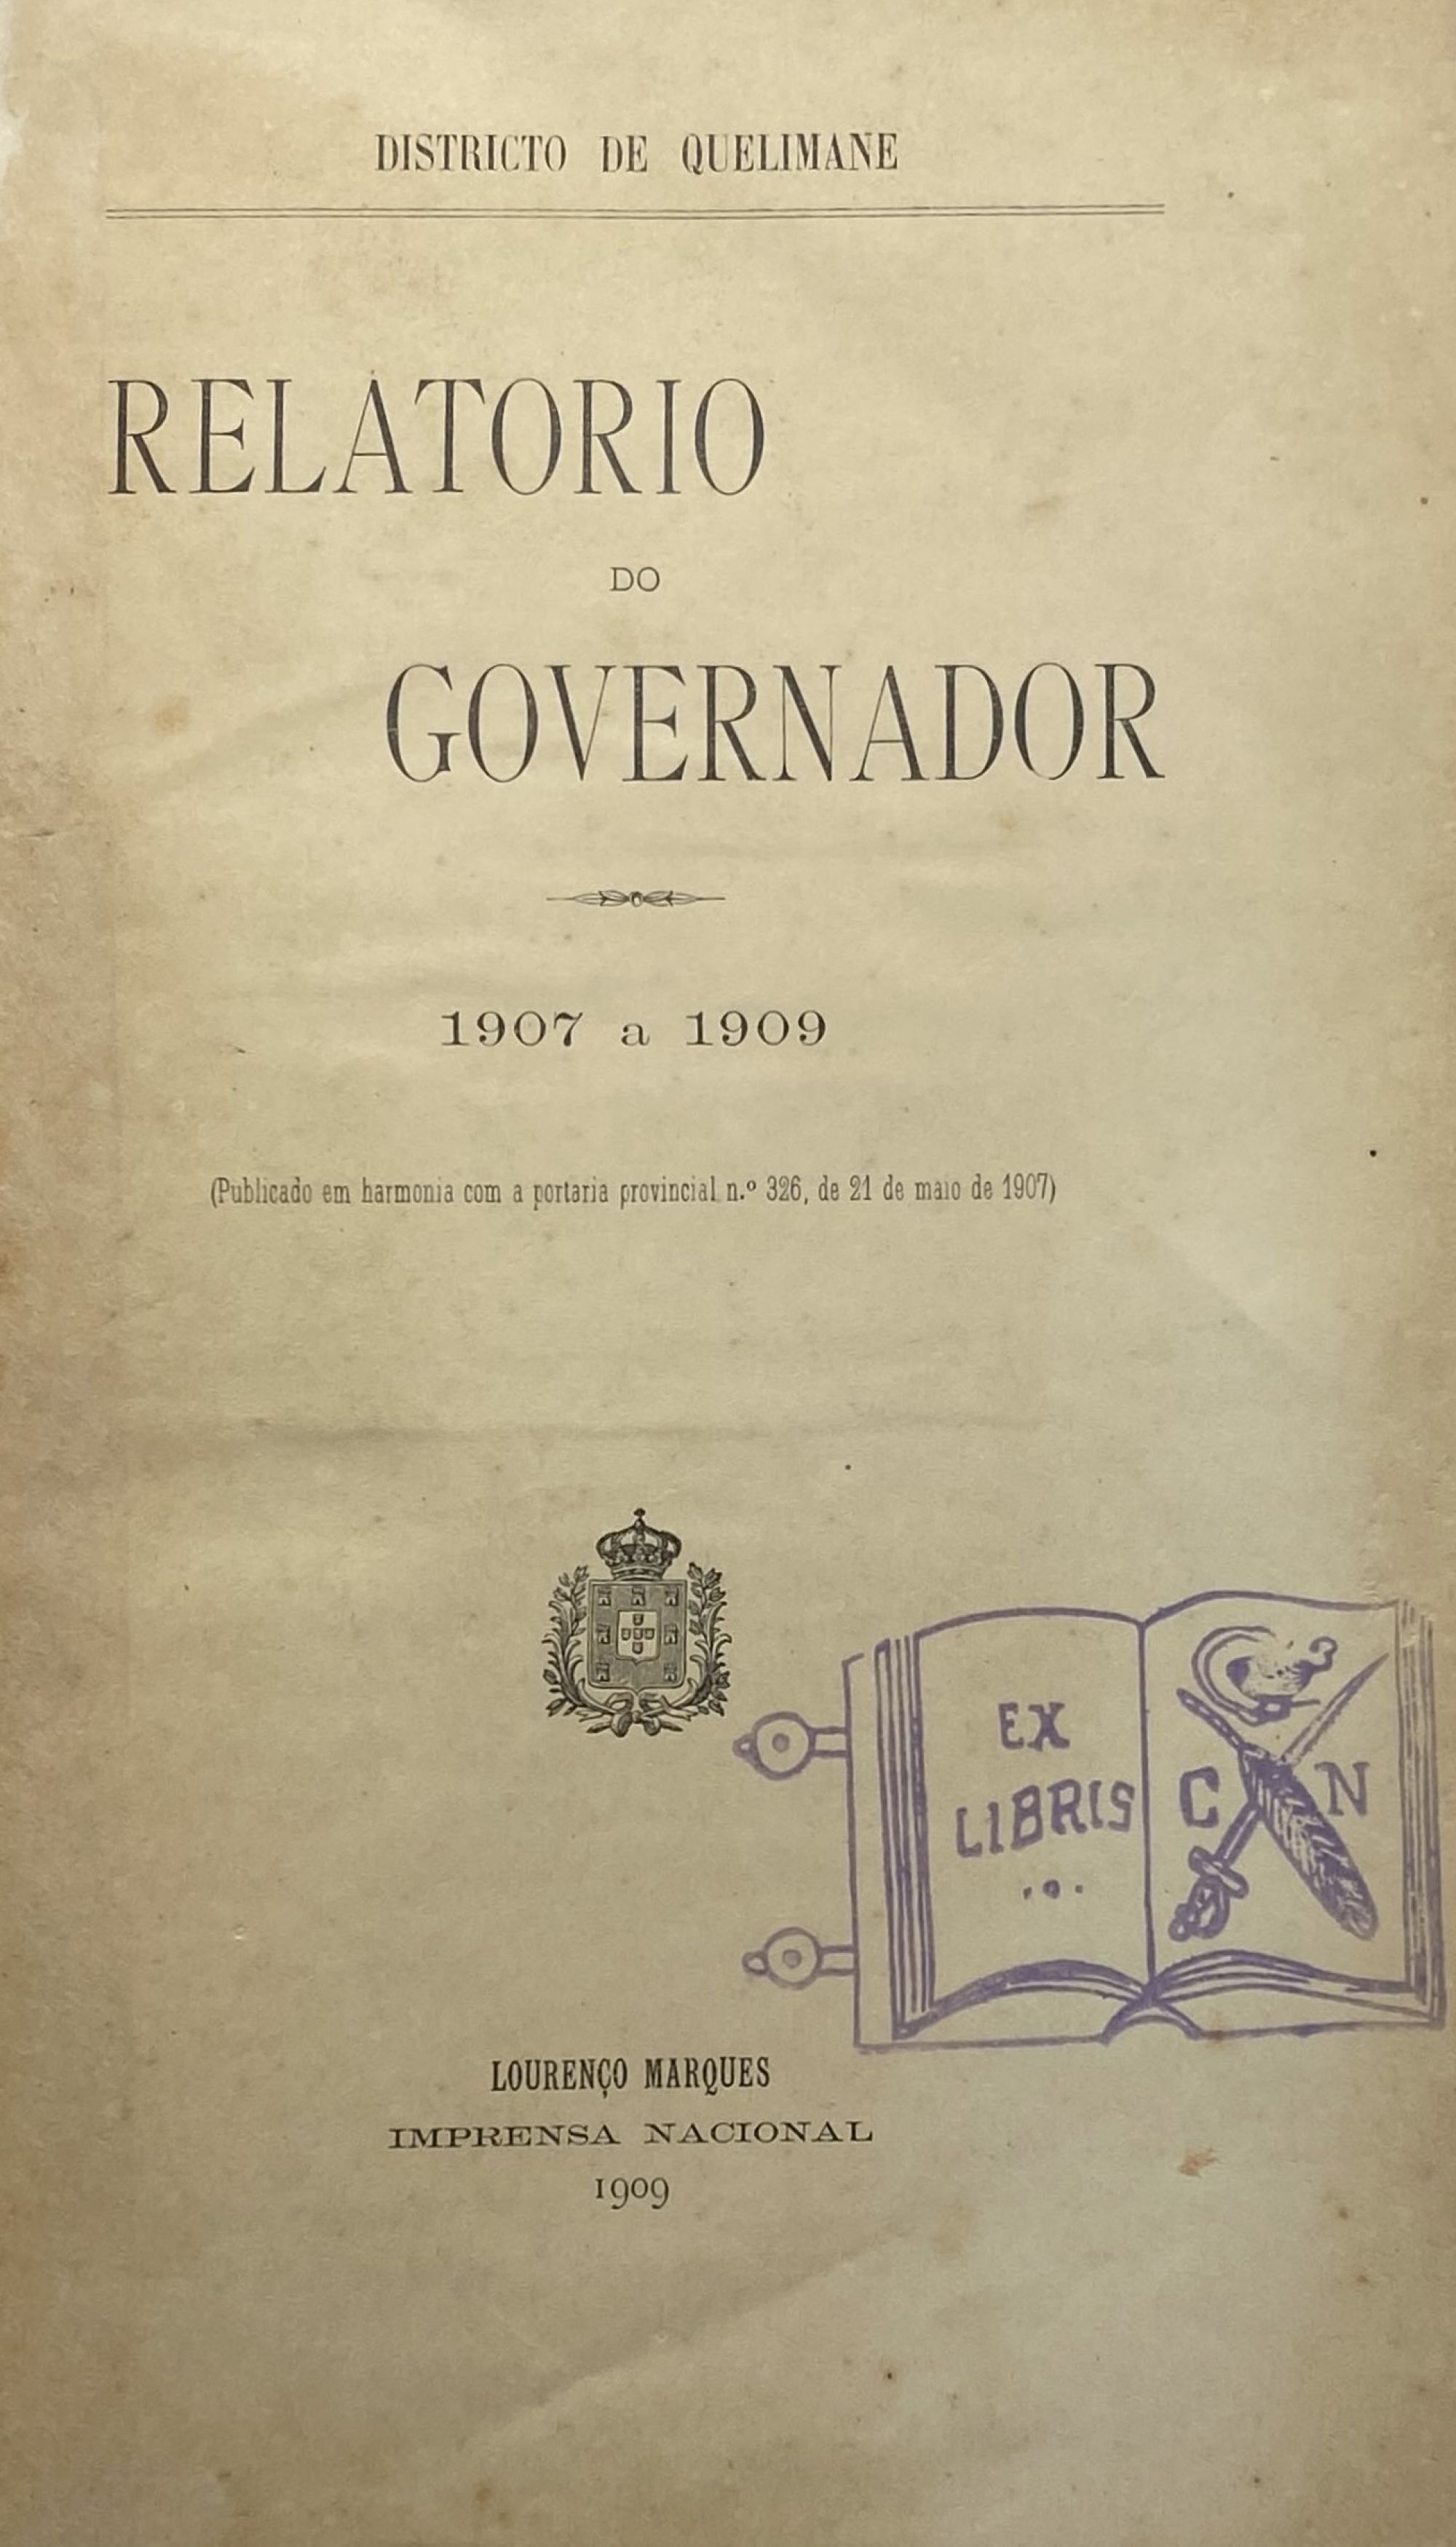 DISTRICTO DE QUELIMANE
RELATORIO
DO
GOVERNADOR
1907 a 1909
(Publicado em harmonia com a portaria provincial n.º 326, de 21 de maio de 1907)
EX
LIBRIS
C N
LOURENÇO MARQUES
IMPRENSA NACIONAL
1909